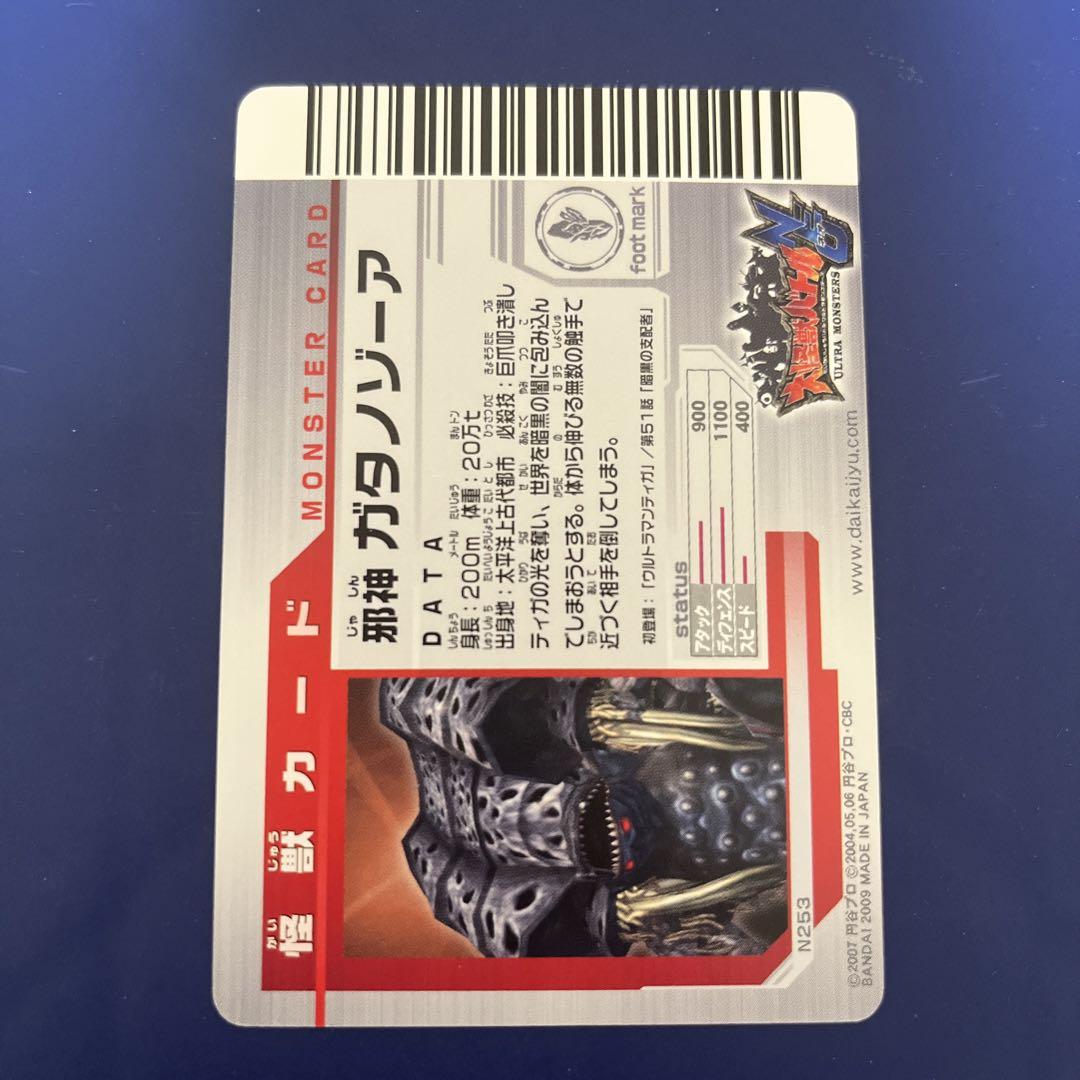 怪獣カード
MONSTER CARD
邪神 ガタノゾーア
DATA
身長：200m 体重：20万t
出身地：太平洋上古代都市 必殺技：巨爪叩き潰し
ティガの光を奪い、世界を暗黒の闇に包み込ん
でしまおうとする。体から伸びる無数の触手で
近づく相手を倒してしまう。
初登場：「ウルトラマンティガ」／第51話「暗黒の支配者」
foot mark
status
アタック 900
ディフェンス 1100
スピード 400
大怪獣バトル
ULTRA MONSTERS
N253
www.daikaijyu.com
©2007 円谷プロ ©2004,05,06 円谷プロ・CBC
BANDAI 2009 MADE IN JAPAN